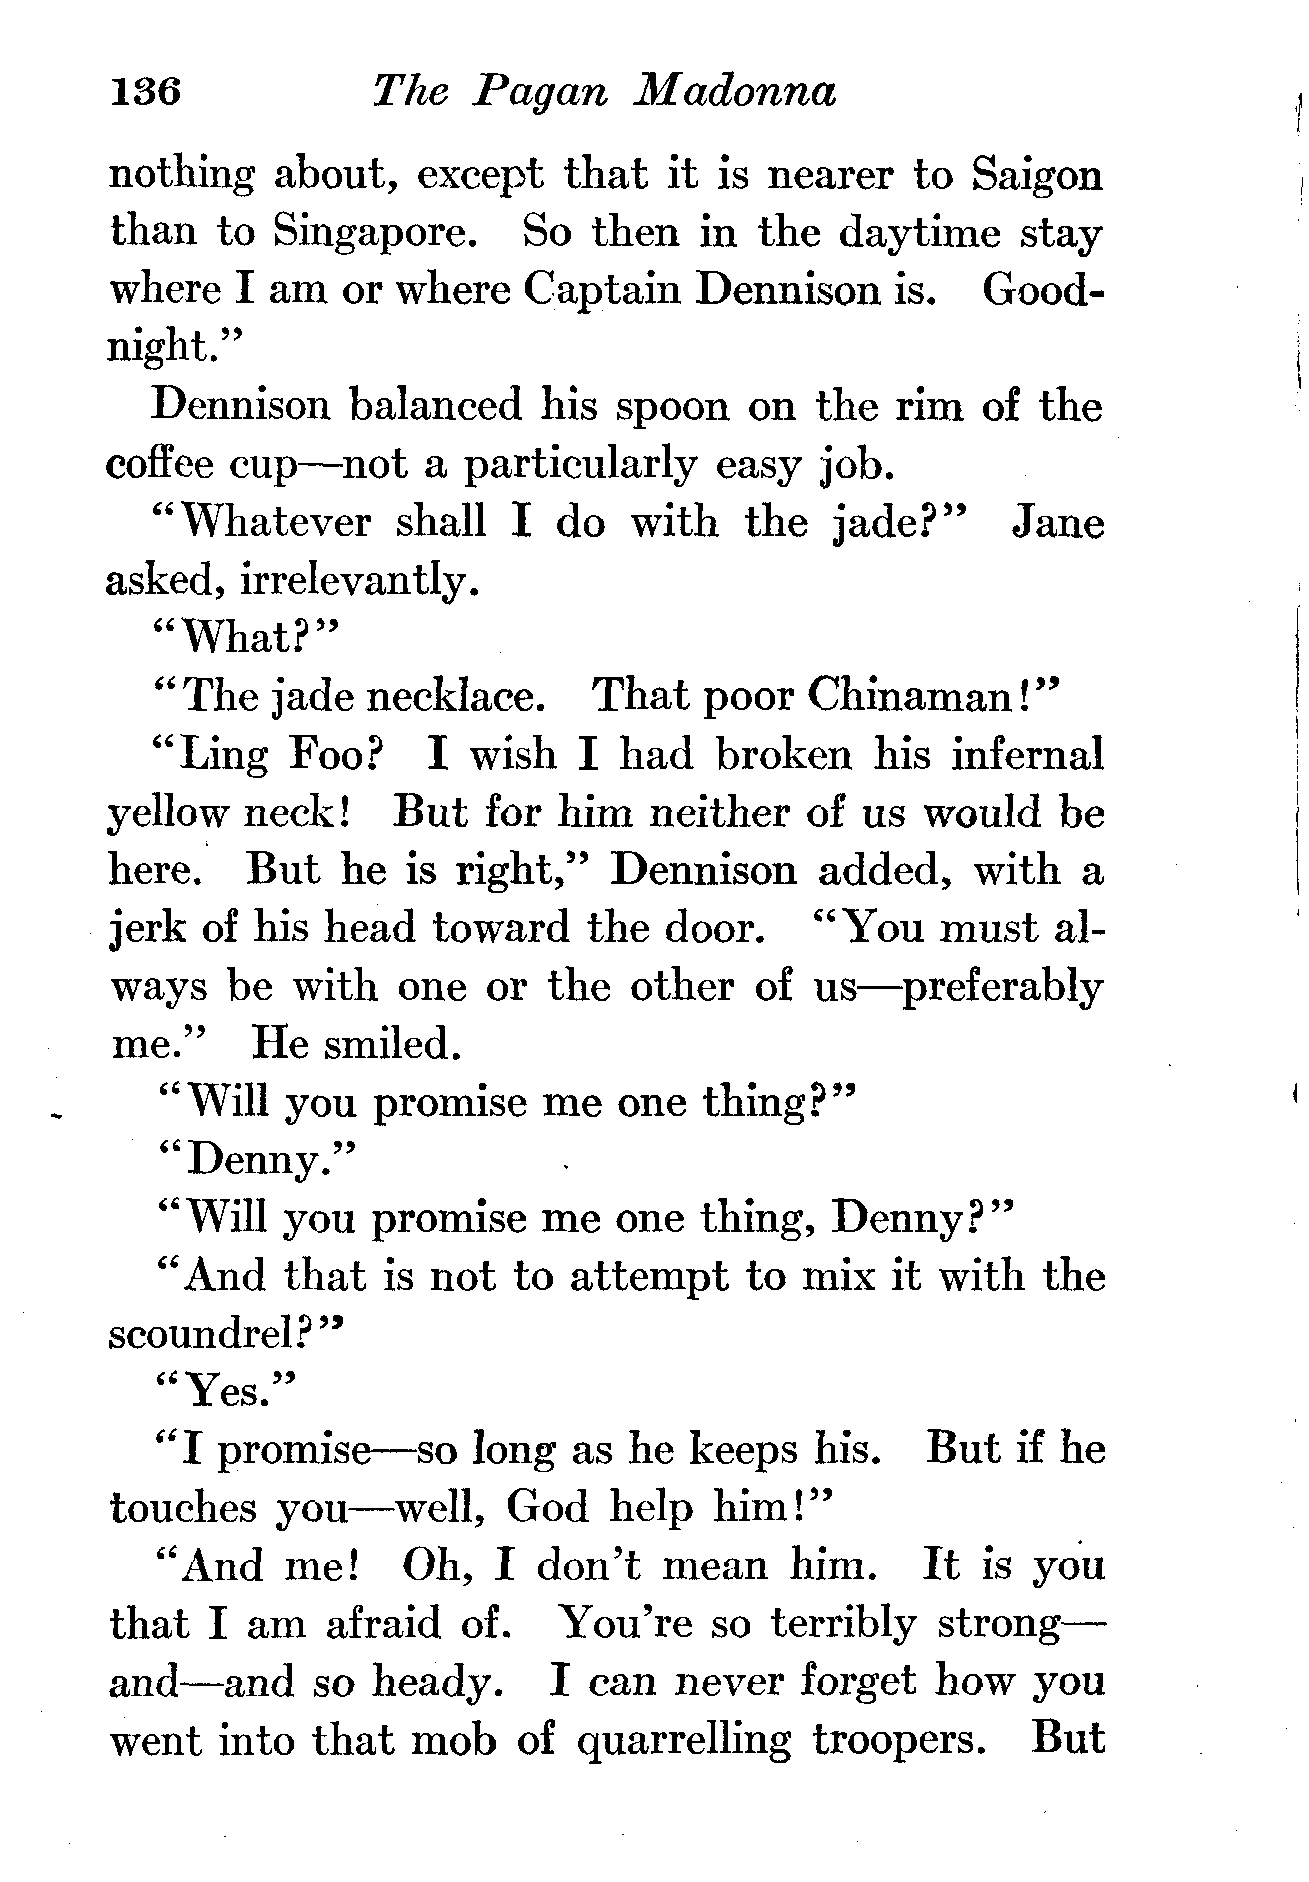 136 The Pagan Madonna
nothing about, except that it is nearer to Saigon
than to Singapore. So then in the daytime stay
where I am or where Captain Dennison is. Good-
night."
Dennison balanced his spoon on the rim of the
coffee cup—not a particularly easy job.
"Whatever shall I do with the jade?" Jane
asked, irrelevantly.
"What?"
"The jade necklace. That poor Chinaman!"
"Ling Foo? I wish I had broken his infernal
yellow neck! But for him neither of us would be
here. But he is right," Dennison added, with a
jerk of his head toward the door. "You must al-
ways be with one or the other of us—preferably
me." He smiled.
"Will you promise me one thing?"
"Denny."
"Will you promise me one thing, Denny?"
"And that is not to attempt to mix it with the
scoundrel?"
"Yes."
"I promise—so long as he keeps his. But if he
touches you—well, God help him!"
"And me! Oh, I don't mean him. It is you
that I am afraid of. You're so terribly strong—
and—and so heady. I can never forget how you
went into that mob of quarrelling troopers. But